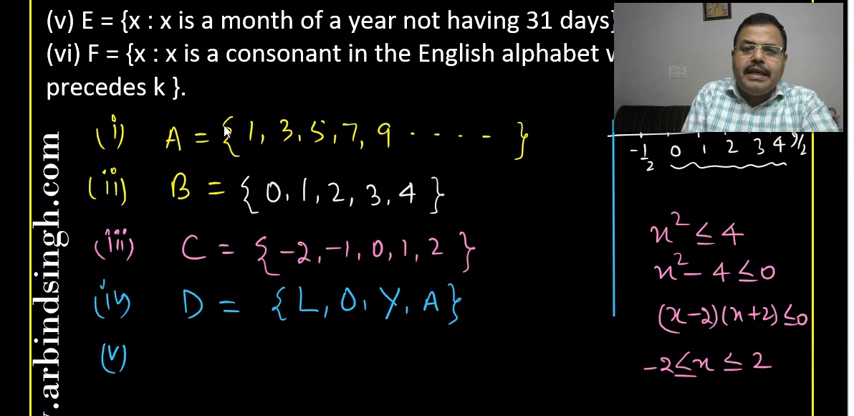 (v) E = {x : x is a month of a year not having 31 days}
(vi) F = {x : x is a consonant in the English alphabet
precedes k }.
(i) A = {1, 3, 5, 7, 9 . . . . - }
(ii) B = {0, 1, 2, 3, 4}
(iii) C = {-2, -1, 0, 1, 2}
(iv) D = {L, O, Y, A}
(v)
-1/2 0 1 2 3 4 9/2
x² ≤ 4
x² - 4 ≤ 0
(x-2)(x+2) ≤ 0
-2 ≤ x ≤ 2
.arbindsingh.com